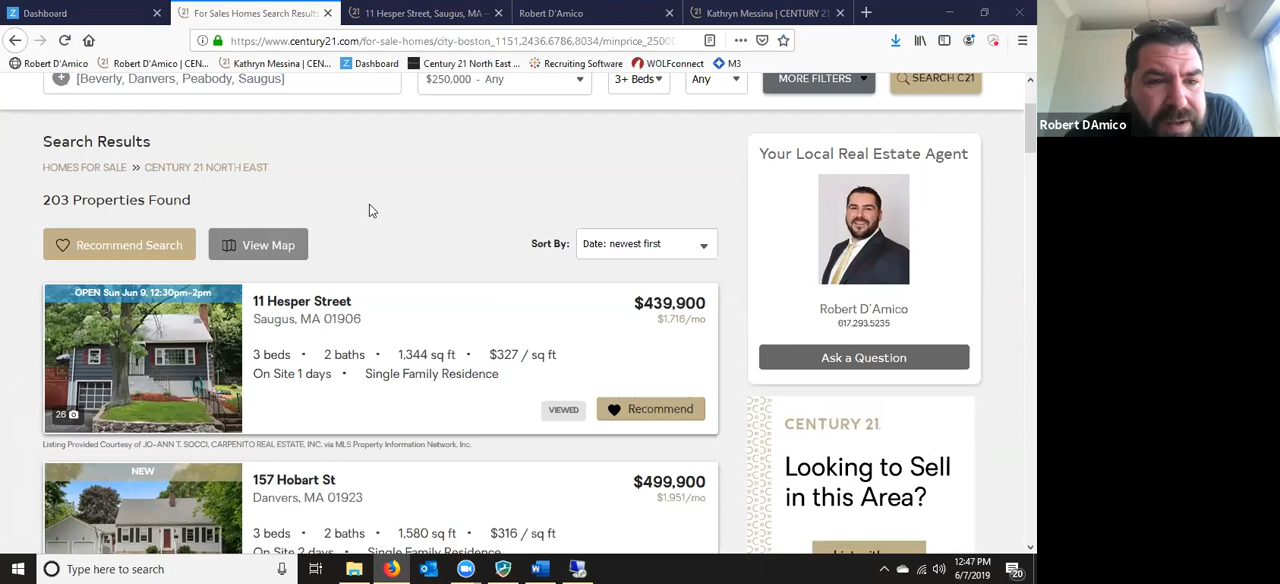 Dashboard
For Sales Homes Search Results
11 Hesper Street, Saugus, MA -
Robert D'Amico
Kathryn Messina | CENTURY 21
https://www.century21.com/for-sale-homes/city-boston_1151,2436,6786,8034/minprice_2500
Robert D'Amico
Robert D'Amico | CEN...
Kathryn Messina | CEN...
Dashboard
Century 21 North East ...
Recruiting Software
WOLFconnect
M3
[Beverly, Danvers, Peabody, Saugus]
$250,000 - Any
3+ Beds
Any
MORE FILTERS
SEARCH C21
Search Results
HOMES FOR SALE » CENTURY 21 NORTH EAST
203 Properties Found
Recommend Search
View Map
Sort By:
Date: newest first
OPEN Sun Jun 9, 12:30pm-2pm
26
11 Hesper Street
$439,900
Saugus, MA 01906
$1,716/mo
3 beds • 2 baths • 1,344 sq ft • $327 / sq ft
On Site 1 days • Single Family Residence
VIEWED
Recommend
Listing Provided Courtesy of JO-ANN T. SOCCI, CARPENITO REAL ESTATE, INC. via MLS Property Information Network, Inc.
NEW
157 Hobart St
$499,900
Danvers, MA 01923
$1,951/mo
3 beds • 2 baths • 1,580 sq ft • $316 / sq ft
On Site 2 days • Single Family Residence
Your Local Real Estate Agent
Robert D'Amico
617.293.5235
Ask a Question
CENTURY 21.
Looking to Sell
in this Area?
Robert DAmico
Type here to search
12:47 PM
6/7/2019
20